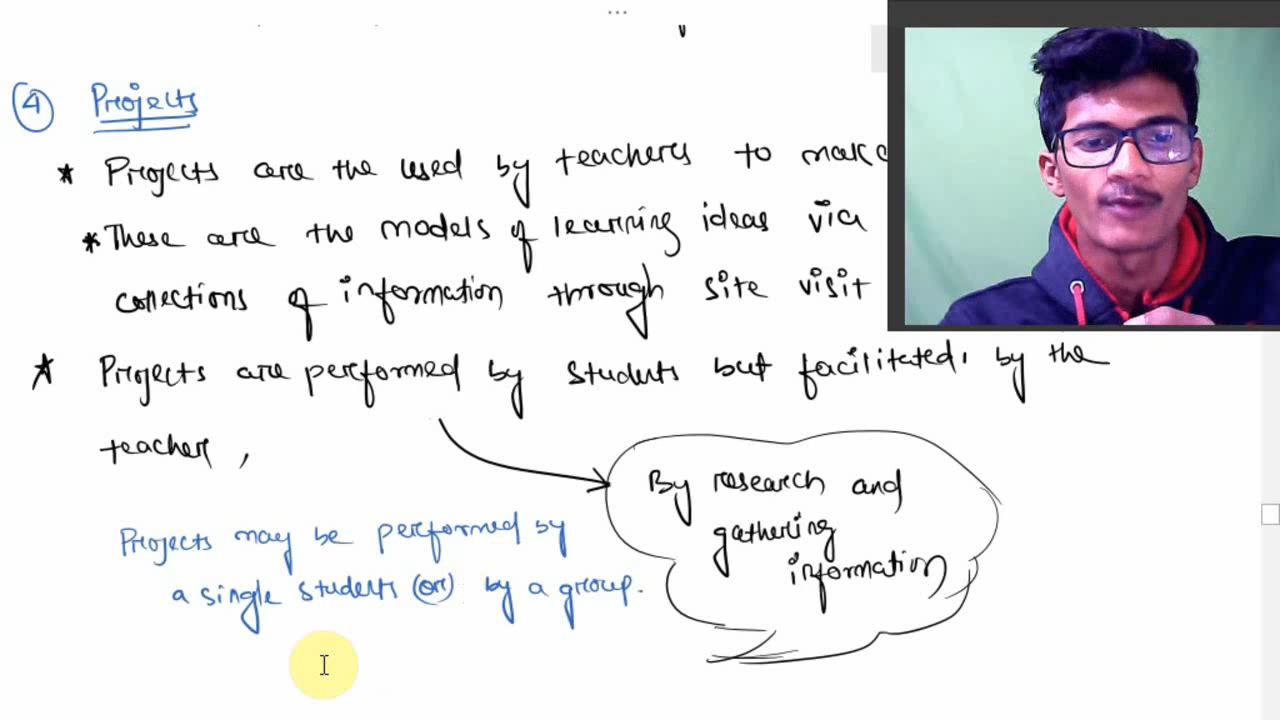 4 Projects
* Projects are the used by teachers to make
* These are the models of learning ideas via
collections of information through site visit
* Projects are performed by students but facilitated, by the
teacher,
By research and
gathering
information
Projects may be performed by
a single students (or) by a group.